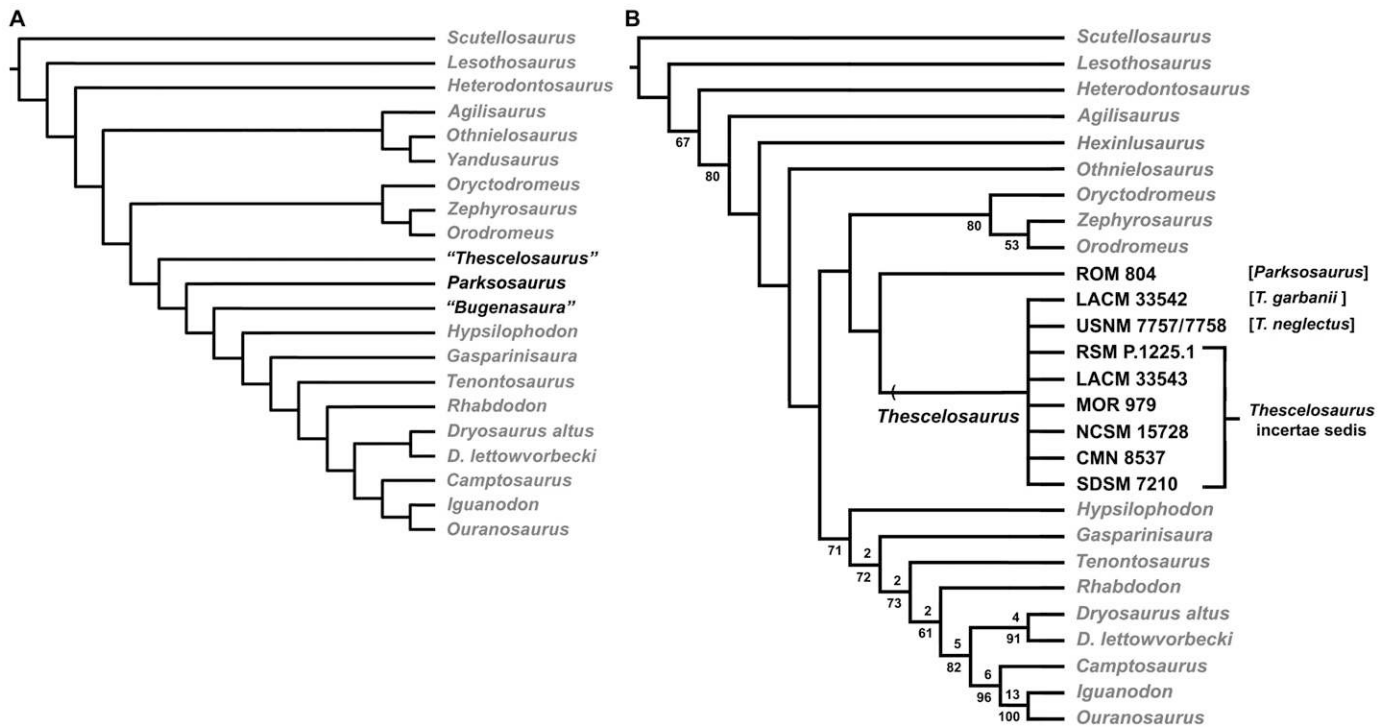 A
Scutellosaurus
Lesothosaurus
Heterodontosaurus
Agilisaurus
Othnielosaurus
Yandusaurus
Oryctodromeus
Zephyrosaurus
Orodromeus
“Thescelosaurus”
Parksosaurus
“Bugenasaura”
Hypsilophodon
Gasparinisaura
Tenontosaurus
Rhabdodon
Dryosaurus altus
D. lettowvorbecki
Camptosaurus
Iguanodon
Ouranosaurus
B
Scutellosaurus
Lesothosaurus
Heterodontosaurus
67
Agilisaurus
80
Hexinlusaurus
Othnielosaurus
Oryctodromeus
80
Zephyrosaurus
53
Orodromeus
ROM 804 [Parksosaurus]
LACM 33542 [T. garbanii ]
USNM 7757/7758 [T. neglectus]
RSM P.1225.1
LACM 33543
MOR 979
NCSM 15728
CMN 8537
SDSM 7210
Thescelosaurus
Thescelosaurus
incertae sedis
Hypsilophodon
71
Gasparinisaura
2
72
Tenontosaurus
2
73
Rhabdodon
2
61
Dryosaurus altus
4
91
D. lettowvorbecki
5
82
Camptosaurus
6
96
Iguanodon
13
100
Ouranosaurus